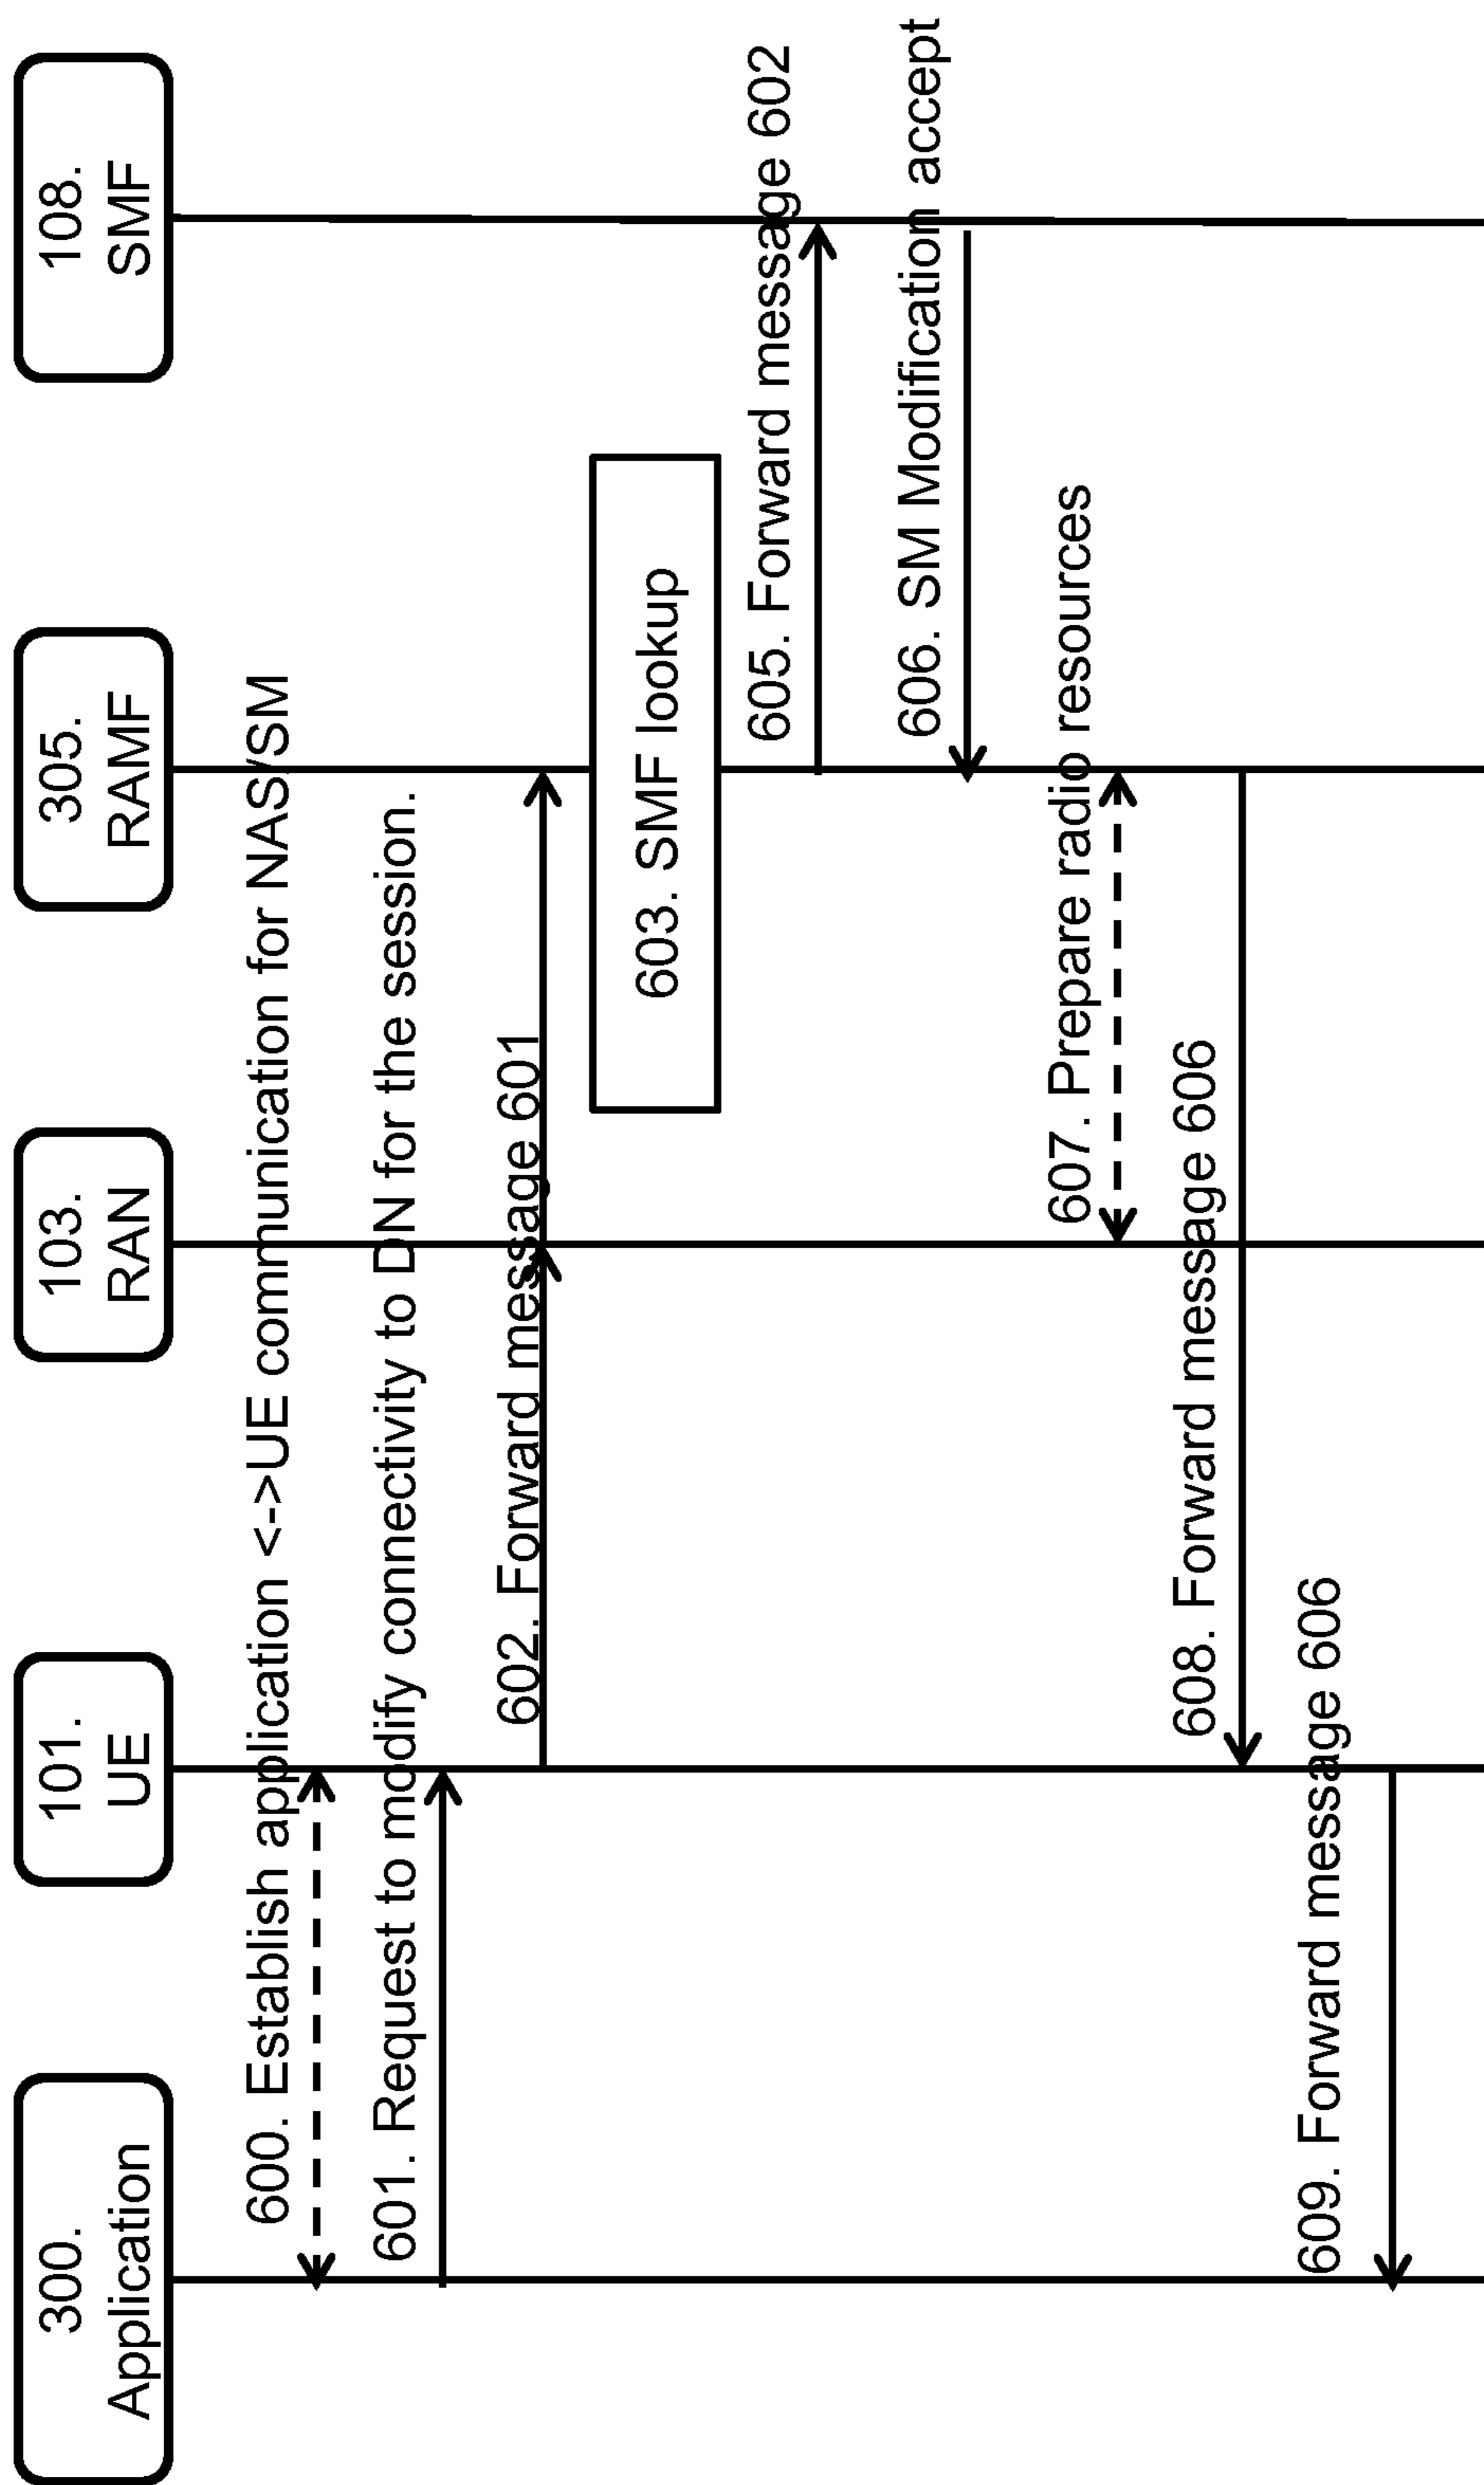 300.
Application
101.
UE
103.
RAN
305.
RAMF
108.
SMF
600. Establish application <->UE communication for NAS/SM
601. Request to modify connectivity to DN for the session.
602. Forward message 601
603. SMF lookup
605. Forward message 602
606. SM Modification accept
607. Prepare radio resources
608. Forward message 606
609. Forward message 606